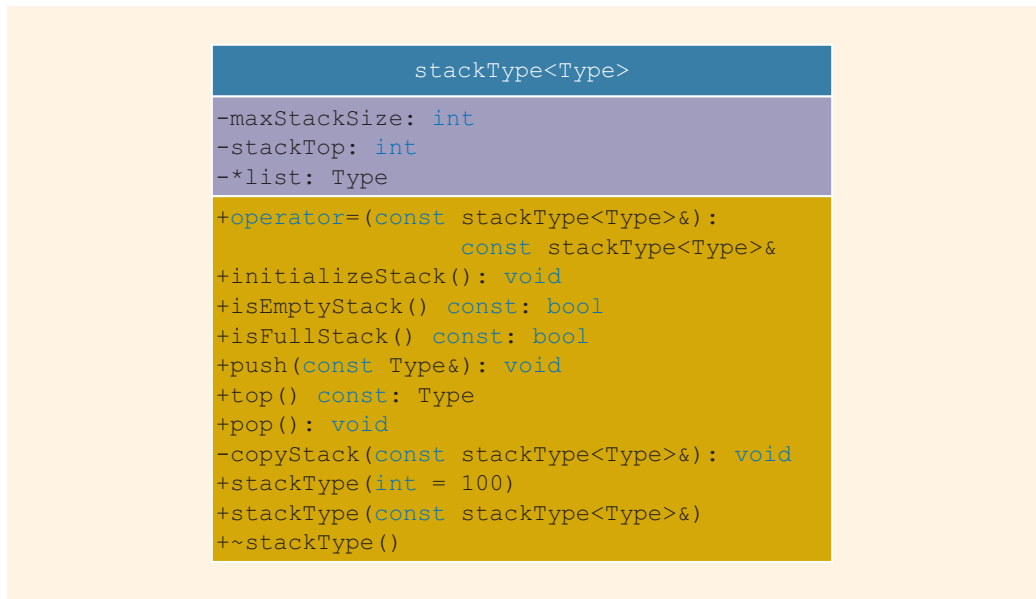 stackType<Type>
-maxStackSize: int
-stackTop: int
-*list: Type
+operator=(const stackType<Type>&):
const stackType<Type>&
+initializeStack(): void
+isEmptyStack() const: bool
+isFullStack() const: bool
+push(const Type&): void
+top() const: Type
+pop(): void
-copyStack(const stackType<Type>&): void
+stackType(int = 100)
+stackType(const stackType<Type>&)
+~stackType()